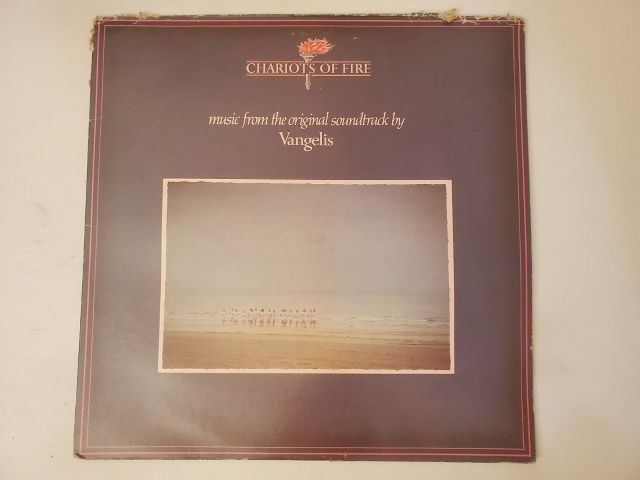 CHARIOTS OF FIRE
music from the original soundtrack by
Vangelis